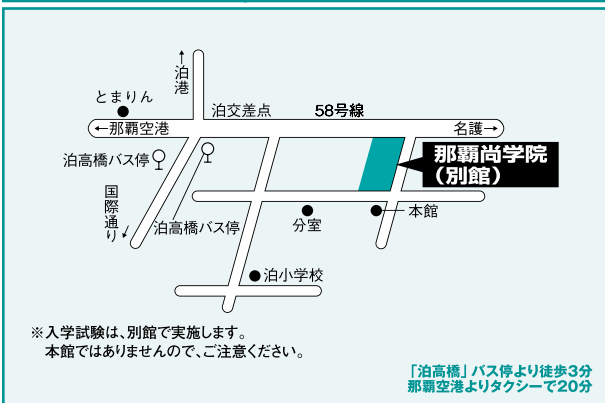 ↑泊港
とまりん
泊交差点
58号線
←那覇空港
名護→
泊高橋バス停
那覇尚学院
(別館)
国際通り
泊高橋バス停
分室
本館
泊小学校
※入学試験は、別館で実施します。
本館ではありませんので、ご注意ください。
「泊高橋」バス停より徒歩3分
那覇空港よりタクシーで20分